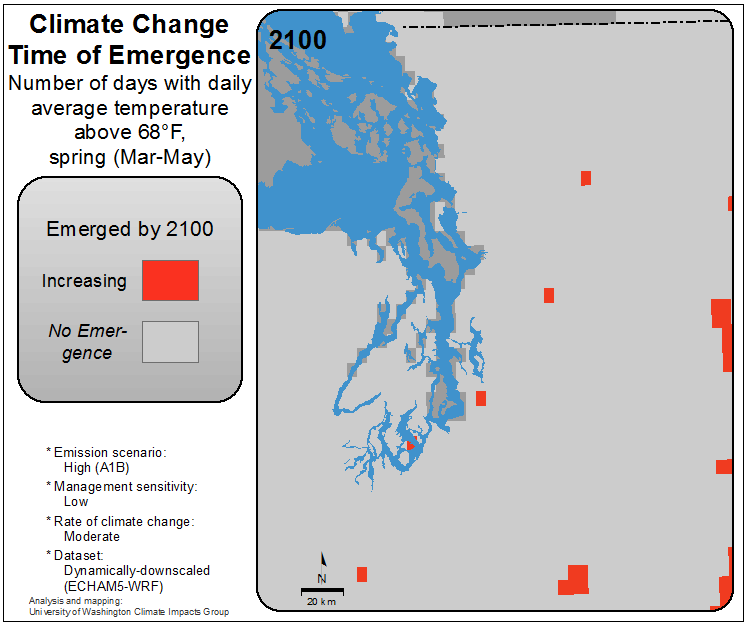 Climate Change
Time of Emergence
Number of days with daily
average temperature
above 68°F,
spring (Mar-May)
Emerged by 2100
Increasing
No Emer-
gence
* Emission scenario:
High (A1B)
* Management sensitivity:
Low
* Rate of climate change:
Moderate
* Dataset:
Dynamically-downscaled
(ECHAM5-WRF)
Analysis and mapping:
University of Washington Climate Impacts Group
2100
N
20 km